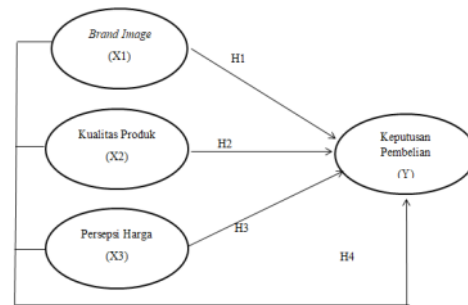 Brand Image
(X1)
H1
Kualitas Produk
(X2)
H2
Keputusan
Pembelian
(Y)
Persepsi Harga
(X3)
H3
H4